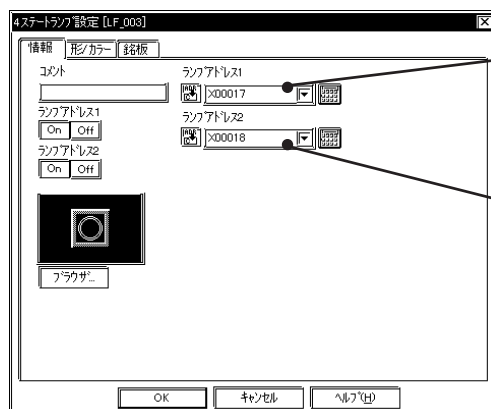 4ステートランプ設定 [LF_003]
情報 形/カラー 銘板
コメント
ランプアドレス1
On Off
ランプアドレス2
On Off
ブラウザ...
ランプアドレス1
X00017
ランプアドレス2
X00018
OK キャンセル ヘルプ(H)